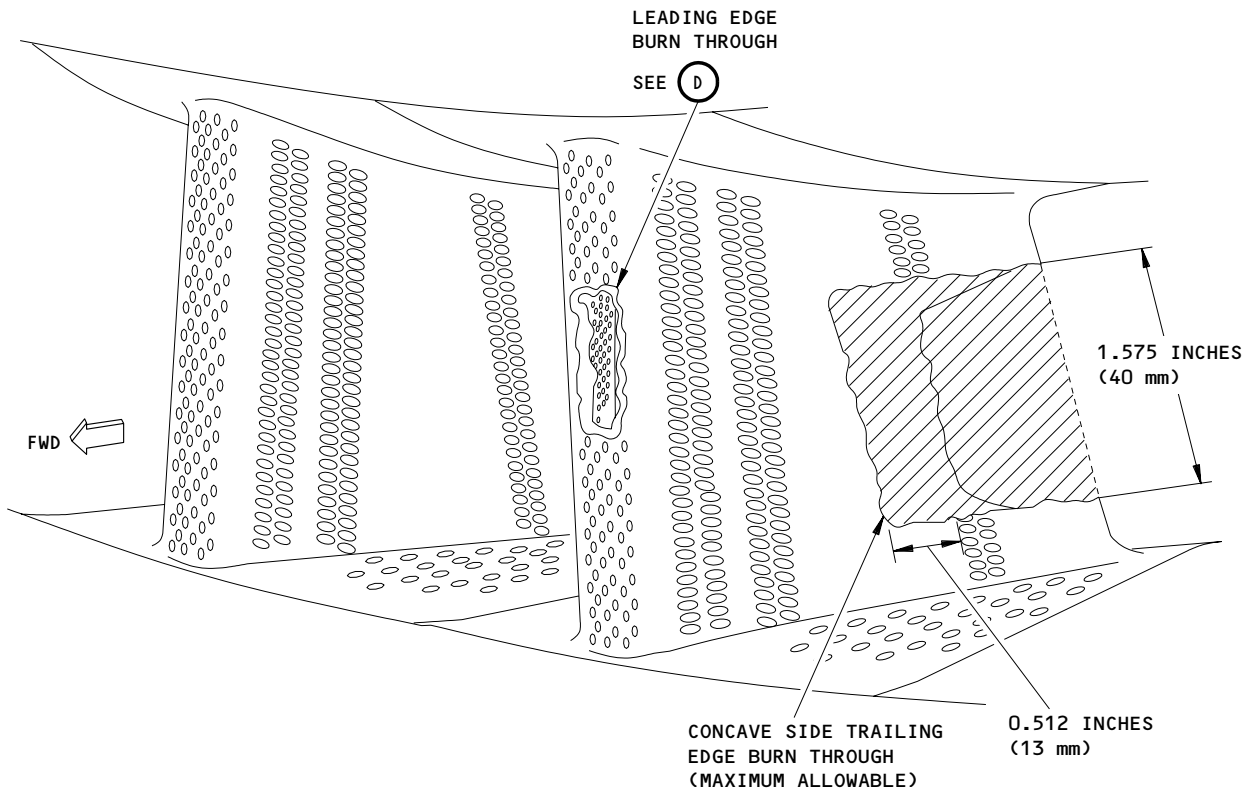 LEADING EDGE
BURN THROUGH
SEE D
1.575 INCHES
(40 mm)
FWD
CONCAVE SIDE TRAILING
EDGE BURN THROUGH
(MAXIMUM ALLOWABLE)
0.512 INCHES
(13 mm)